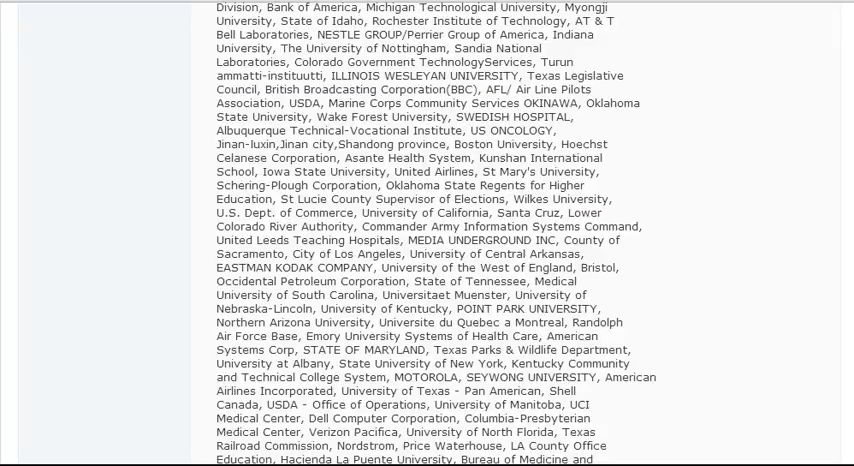 Division, Bank of America, Michigan Technological University, Myongji
University, State of Idaho, Rochester Institute of Technology, AT & T
Bell Laboratories, NESTLE GROUP/Perrier Group of America, Indiana
University, The University of Nottingham, Sandia National
Laboratories, Colorado Government TechnologyServices, Turun
ammatti-instituutti, ILLINOIS WESLEYAN UNIVERSITY, Texas Legislative
Council, British Broadcasting Corporation(BBC), AFL/ Air Line Pilots
Association, USDA, Marine Corps Community Services OKINAWA, Oklahoma
State University, Wake Forest University, SWEDISH HOSPITAL,
Albuquerque Technical-Vocational Institute, US ONCOLOGY,
Jinan-luxin,Jinan city,Shandong province, Boston University, Hoechst
Celanese Corporation, Asante Health System, Kunshan International
School, Iowa State University, United Airlines, St Mary's University,
Schering-Plough Corporation, Oklahoma State Regents for Higher
Education, St Lucie County Supervisor of Elections, Wilkes University,
U.S. Dept. of Commerce, University of California, Santa Cruz, Lower
Colorado River Authority, Commander Army Information Systems Command,
United Leeds Teaching Hospitals, MEDIA UNDERGROUND INC, County of
Sacramento, City of Los Angeles, University of Central Arkansas,
EASTMAN KODAK COMPANY, University of the West of England, Bristol,
Occidental Petroleum Corporation, State of Tennessee, Medical
University of South Carolina, Universitaet Muenster, University of
Nebraska-Lincoln, University of Kentucky, POINT PARK UNIVERSITY,
Northern Arizona University, Universite du Quebec a Montreal, Randolph
Air Force Base, Emory University Systems of Health Care, American
Systems Corp, STATE OF MARYLAND, Texas Parks & Wildlife Department,
University at Albany, State University of New York, Kentucky Community
and Technical College System, MOTOROLA, SEYWONG UNIVERSITY, American
Airlines Incorporated, University of Texas - Pan American, Shell
Canada, USDA - Office of Operations, University of Manitoba, UCI
Medical Center, Dell Computer Corporation, Columbia-Presbyterian
Medical Center, Verizon Pacifica, University of North Florida, Texas
Railroad Commission, Nordstrom, Price Waterhouse, LA County Office
Education, Hacienda La Puente University, Bureau of Medicine and